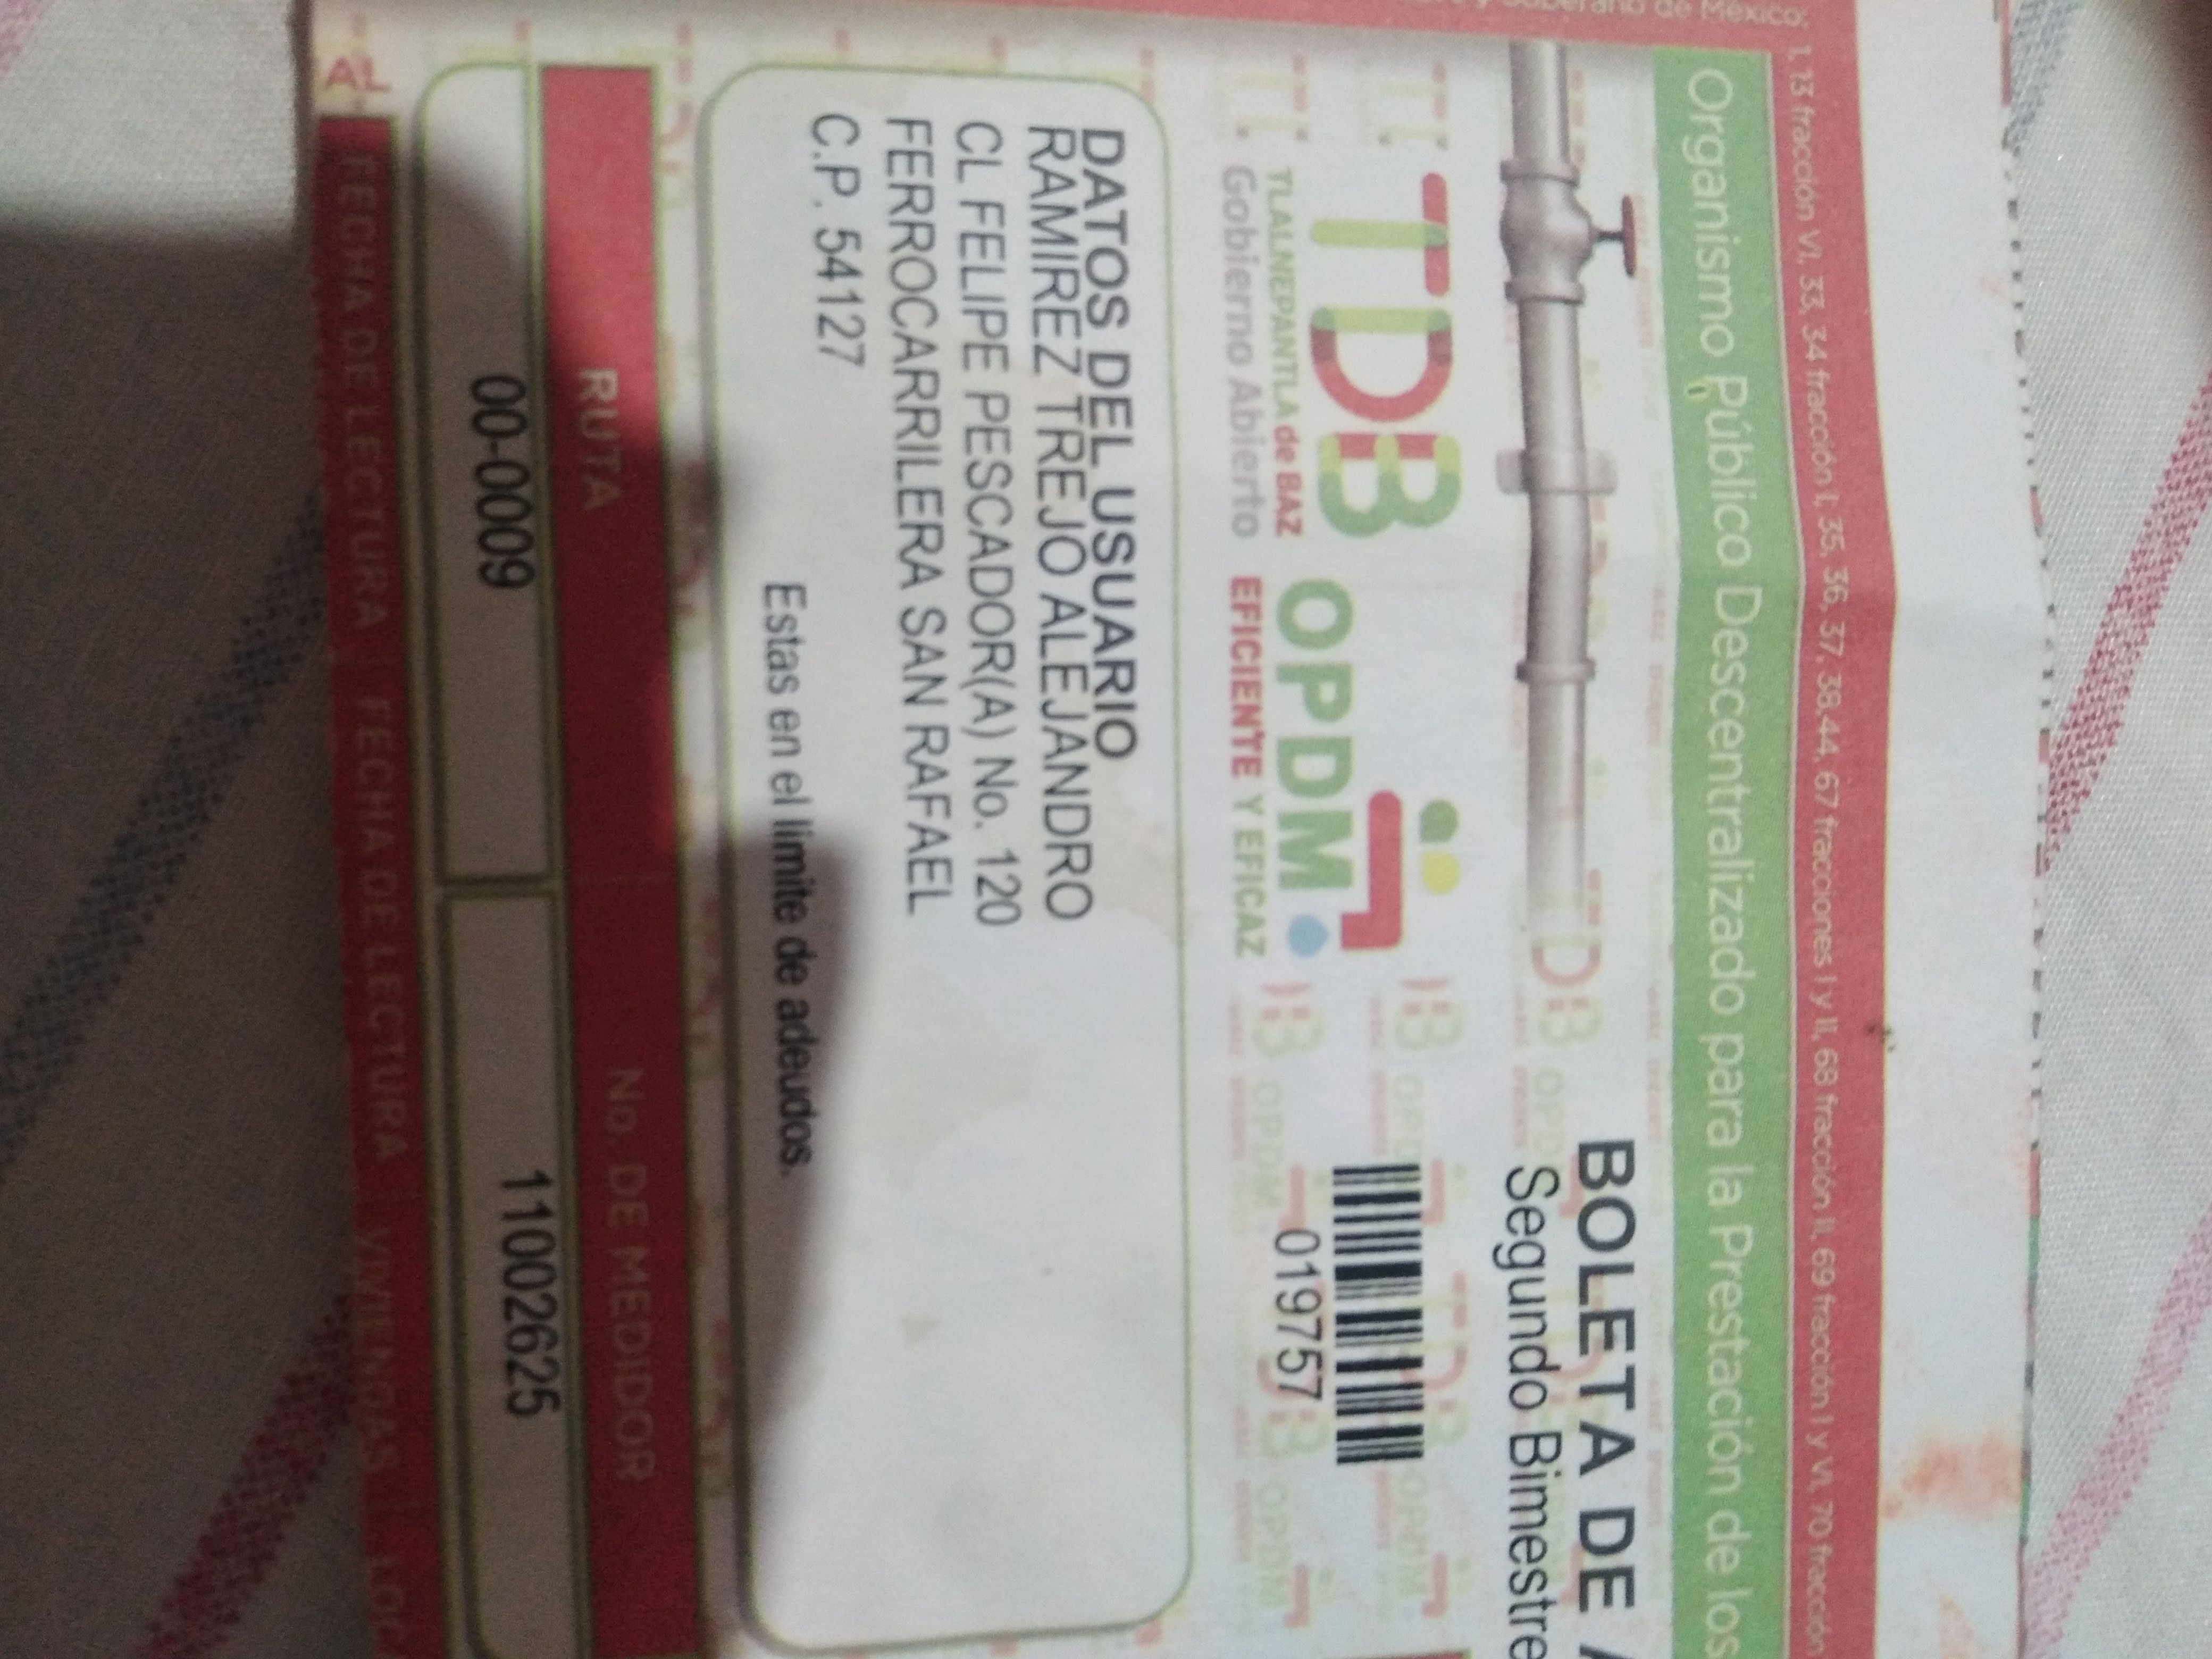 Soberano de México;
1, 13 fracción VI, 33, 34 fracción I, 35, 36, 37, 38,44, 67 fracciones I y II, 68 fracción II, 69 fracción I y VI, 70 fracción
Organismo Público Descentralizado para la Prestación de los
BOLETA DE
Segundo Bimestre
TDB
TLALNEPANTLA de BAZ
Gobierno Abierto
OPDM
EFICIENTE Y EFICAZ
019757
DATOS DEL USUARIO
RAMIREZ TREJO ALEJANDRO
CL FELIPE PESCADOR(A) No. 120
FERROCARRILERA SAN RAFAEL
C.P. 54127
Estas en el límite de adeudos.
RUTA No. DE MEDIDOR
00-0009 11002625
AL
FECHA DE LECTURA FECHA DE LECTURA VIVIENDAS